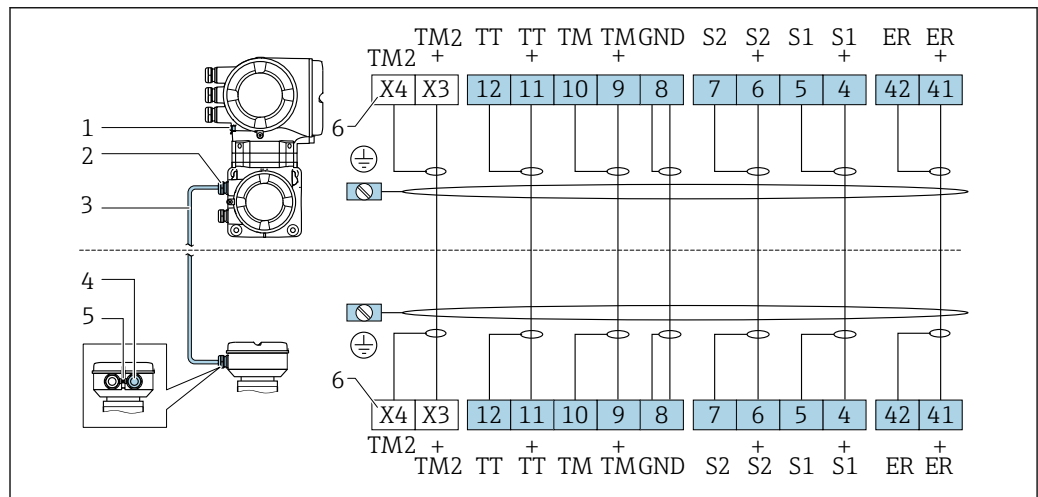 TM2 TT TT TM TM GND S2 S2 S1 S1 ER ER
TM2 + + + + + +
X4 X3 12 11 10 9 8 7 6 5 4 42 41
6
1
2
3
4
5
6
X4 X3 12 11 10 9 8 7 6 5 4 42 41
TM2 + + + + + +
TM2 TT TT TM TM GND S2 S2 S1 S1 ER ER